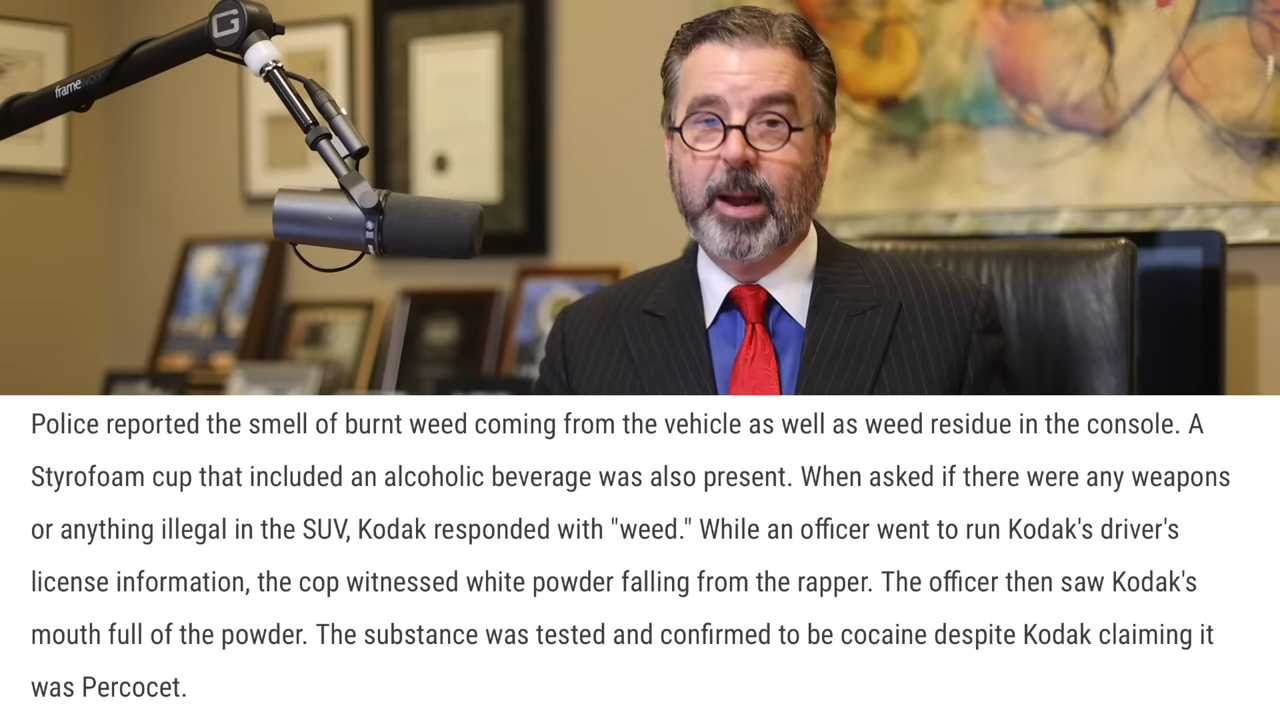 G
frameworks
Police reported the smell of burnt weed coming from the vehicle as well as weed residue in the console. A
Styrofoam cup that included an alcoholic beverage was also present. When asked if there were any weapons
or anything illegal in the SUV, Kodak responded with "weed." While an officer went to run Kodak's driver's
license information, the cop witnessed white powder falling from the rapper. The officer then saw Kodak's
mouth full of the powder. The substance was tested and confirmed to be cocaine despite Kodak claiming it
was Percocet.